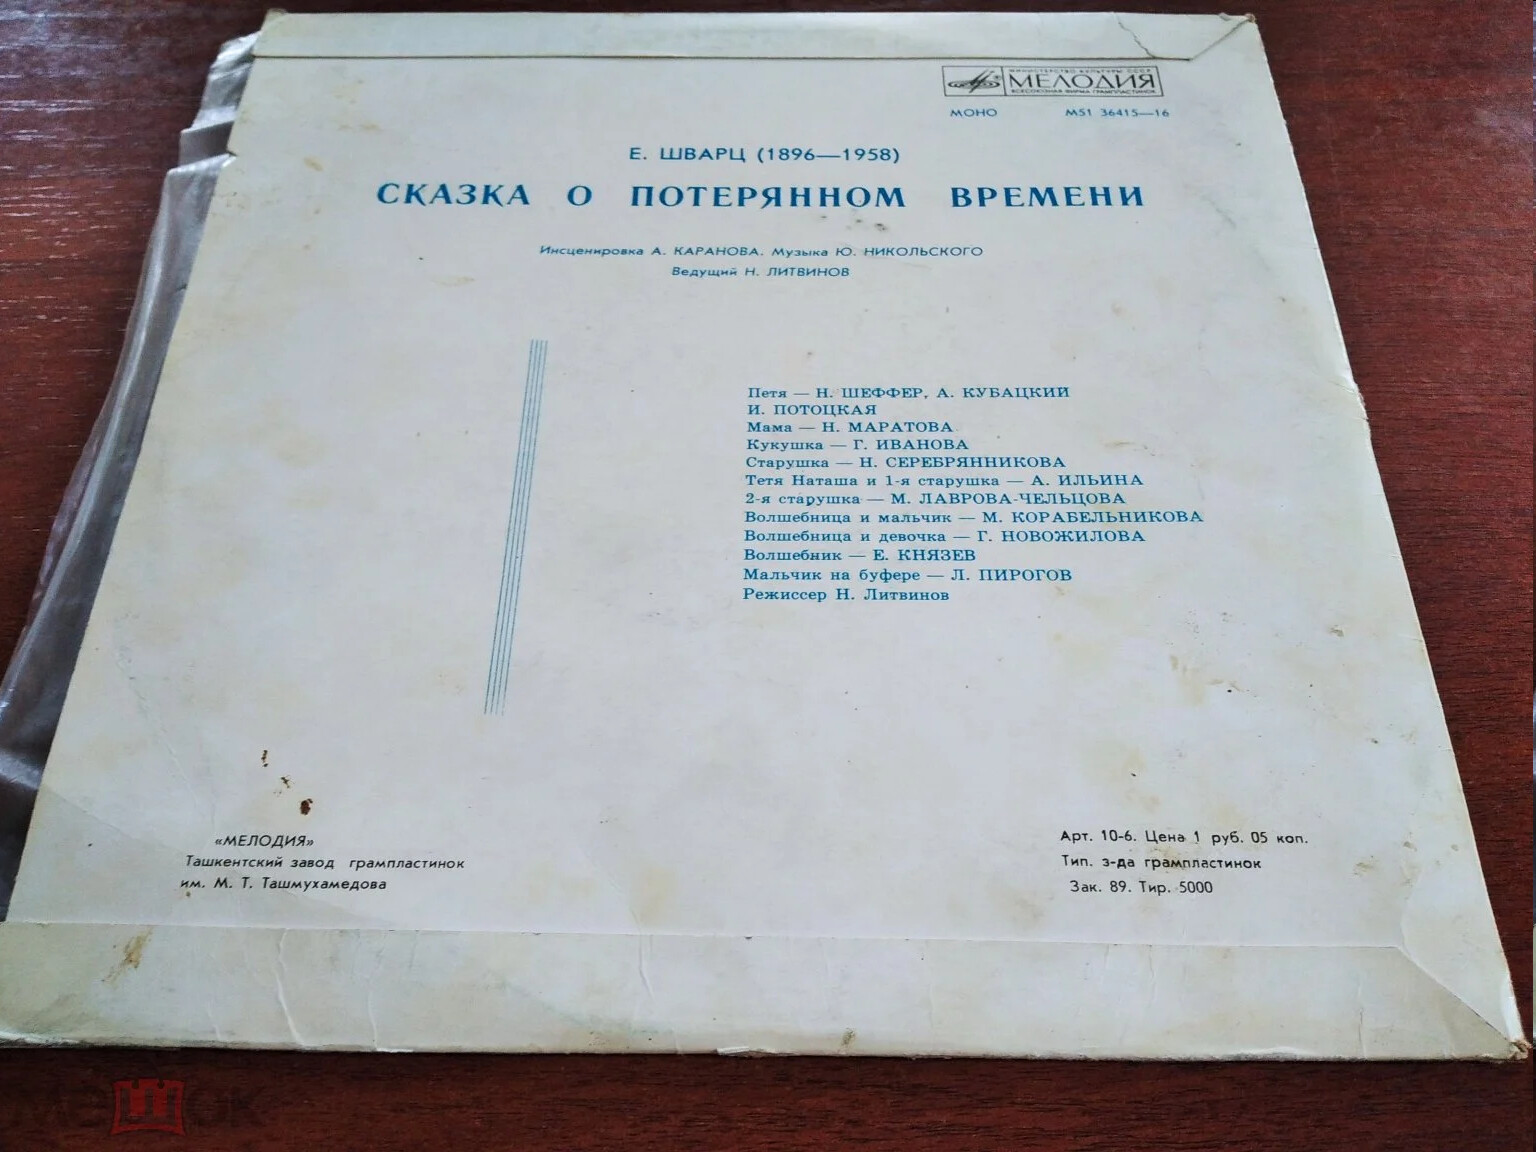 МИНИСТЕРСТВО КУЛЬТУРЫ СССР
МЕЛОДИЯ
ВСЕСОЮЗНАЯ ФИРМА ГРАМПЛАСТИНОК
МОНО М51 36415—16
Е. ШВАРЦ (1896—1958)
СКАЗКА О ПОТЕРЯННОМ ВРЕМЕНИ
Инсценировка А. КАРАНОВА. Музыка Ю. НИКОЛЬСКОГО
Ведущий Н. ЛИТВИНОВ
Петя — Н. ШЕФФЕР, А. КУБАЦКИЙ
И. ПОТОЦКАЯ
Мама — Н. МАРАТОВА
Кукушка — Г. ИВАНОВА
Старушка — Н. СЕРЕБРЯННИКОВА
Тетя Наташа и 1-я старушка — А. ИЛЬИНА
2-я старушка — М. ЛАВРОВА-ЧЕЛЬЦОВА
Волшебница и мальчик — М. КОРАБЕЛЬНИКОВА
Волшебница и девочка — Г. НОВОЖИЛОВА
Волшебник — Е. КНЯЗЕВ
Мальчик на буфере — Л. ПИРОГОВ
Режиссер Н. Литвинов
«МЕЛОДИЯ»
Ташкентский завод грампластинок
им. М. Т. Ташмухамедова
Арт. 10-6. Цена 1 руб. 05 коп.
Тип. з-да грампластинок
Зак. 89. Тир. 5000
МЕШОК